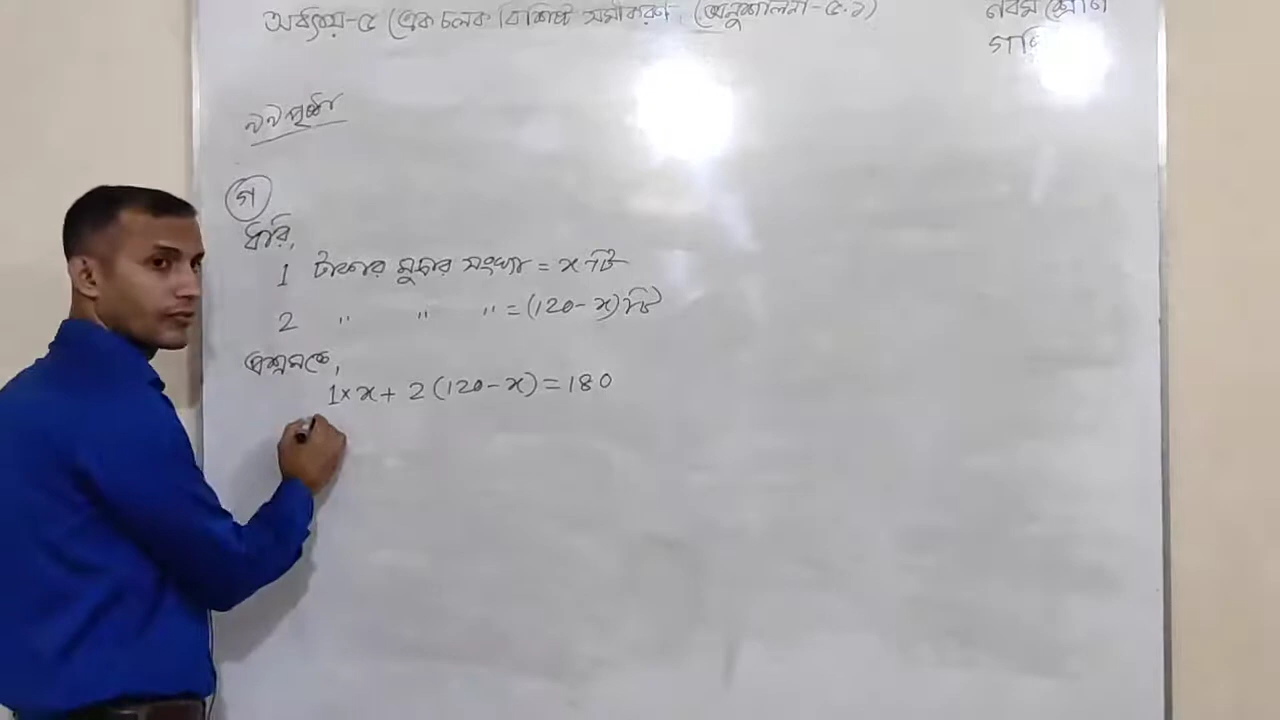 অধ্যায়-৫ (এক চলক বিশিষ্ট সমীকরণ) (অনুশীলনী-৫.১)
নবম শ্রেণি
৯৯ পৃষ্ঠা
গ
ধরি,
1 টাকার মুদ্রার সংখ্যা = x টি
2 " " " = (120-x) টি
প্রশ্নমতে,
1×x + 2(120-x) = 180